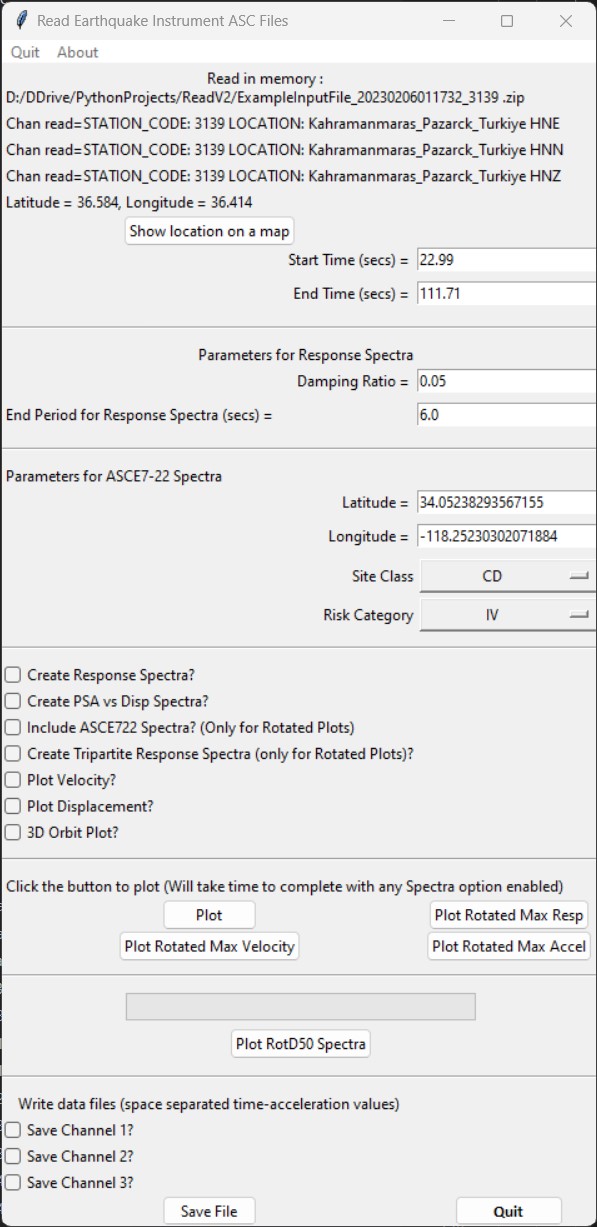 Read Earthquake Instrument ASC Files
Quit About
Read in memory :
D:/DDrive/PythonProjects/ReadV2/ExampleInputFile_20230206011732_3139 .zip
Chan read=STATION_CODE: 3139 LOCATION: Kahramanmaras_Pazarck_Turkiye HNE
Chan read=STATION_CODE: 3139 LOCATION: Kahramanmaras_Pazarck_Turkiye HNN
Chan read=STATION_CODE: 3139 LOCATION: Kahramanmaras_Pazarck_Turkiye HNZ
Latitude = 36.584, Longitude = 36.414
Show location on a map
Start Time (secs) = 22.99
End Time (secs) = 111.71
Parameters for Response Spectra
Damping Ratio = 0.05
End Period for Response Spectra (secs) = 6.0
Parameters for ASCE7-22 Spectra
Latitude = 34.05238293567155
Longitude = -118.25230302071884
Site Class CD
Risk Category IV
Create Response Spectra?
Create PSA vs Disp Spectra?
Include ASCE722 Spectra? (Only for Rotated Plots)
Create Tripartite Response Spectra (only for Rotated Plots)?
Plot Velocity?
Plot Displacement?
3D Orbit Plot?
Click the button to plot (Will take time to complete with any Spectra option enabled)
Plot Plot Rotated Max Resp
Plot Rotated Max Velocity Plot Rotated Max Accel
Plot RotD50 Spectra
Write data files (space separated time-acceleration values)
Save Channel 1?
Save Channel 2?
Save Channel 3?
Save File Quit